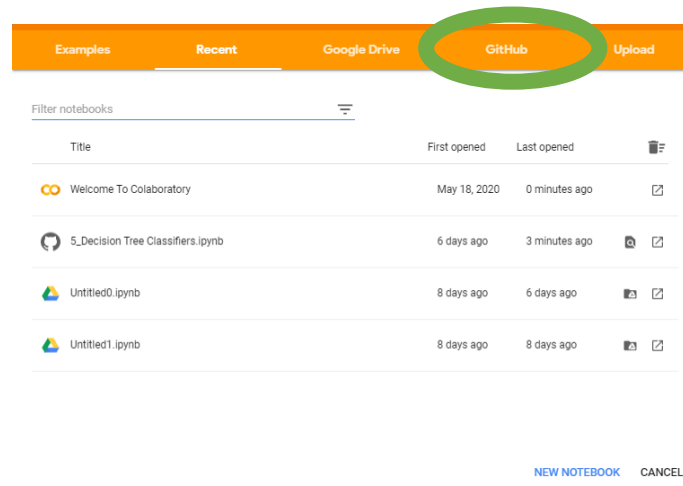 Examples Recent Google Drive GitHub Upload
Filter notebooks
Title First opened Last opened
Welcome To Colaboratory May 18, 2020 0 minutes ago
5_Decision Tree Classifiers.ipynb 6 days ago 3 minutes ago
Untitled0.ipynb 8 days ago 6 days ago
Untitled1.ipynb 8 days ago 8 days ago
NEW NOTEBOOK CANCEL